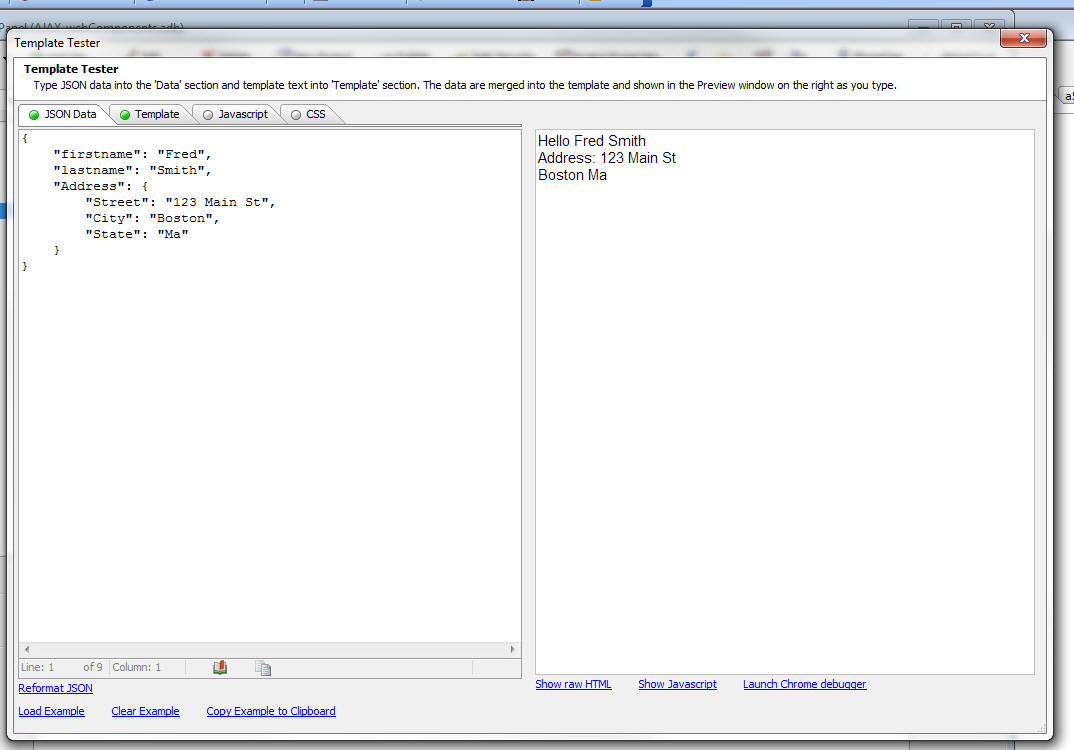 Panel (AJAX-webComponents.adb)
Template Tester
Template Tester
Type JSON data into the 'Data' section and template text into 'Template' section. The data are merged into the template and shown in the Preview window on the right as you type.
JSON Data Template Javascript CSS
{
"firstname": "Fred",
"lastname": "Smith",
"Address": {
"Street": "123 Main St",
"City": "Boston",
"State": "Ma"
}
}
Hello Fred Smith
Address: 123 Main St
Boston Ma
Line: 1 of 9 Column: 1
Reformat JSON
Load Example Clear Example Copy Example to Clipboard
Show raw HTML Show Javascript Launch Chrome debugger